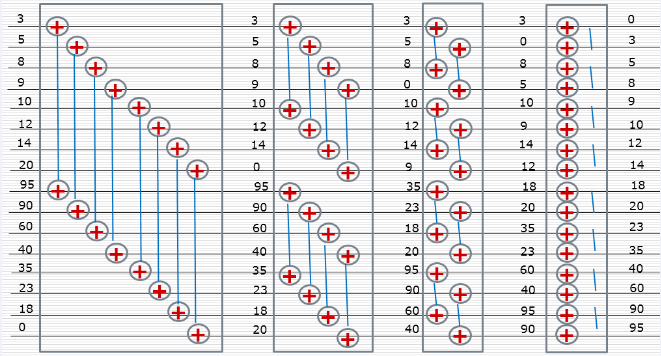 3 3 3 3 0
5 5 5 0 3
8 8 8 8 5
9 9 0 5 8
10 10 10 10 9
12 12 12 9 10
14 14 14 14 12
20 0 9 12 14
95 95 35 18 18
90 90 23 20 20
60 60 18 35 23
40 40 20 23 35
35 35 95 60 40
23 23 90 40 60
18 18 60 95 90
0 20 40 90 95